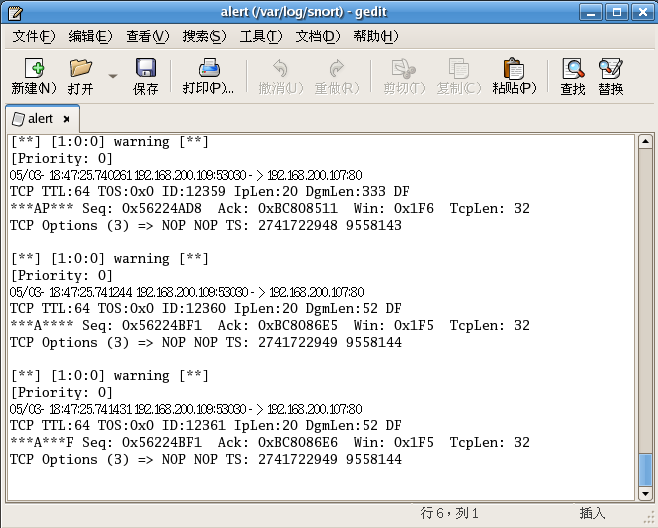 alert (/var/log/snort) - gedit
文件(F) 编辑(E) 查看(V) 搜索(S) 工具(T) 文档(D) 帮助(H)
新建(N) 打开 保存 打印(P)... 撤消(U) 重做(R) 剪切(T) 复制(C) 粘贴(P) 查找 替换
alert
[**] [1:0:0] warning [**]
[Priority: 0]
05/03-18:47:25.740261 192.168.200.109:53030 -> 192.168.200.107:80
TCP TTL:64 TOS:0x0 ID:12359 IpLen:20 DgmLen:333 DF
***AP*** Seq: 0x56224AD8 Ack: 0xBC808511 Win: 0x1F6 TcpLen: 32
TCP Options (3) => NOP NOP TS: 2741722948 9558143
[**] [1:0:0] warning [**]
[Priority: 0]
05/03-18:47:25.741244 192.168.200.109:53030 -> 192.168.200.107:80
TCP TTL:64 TOS:0x0 ID:12360 IpLen:20 DgmLen:52 DF
***A**** Seq: 0x56224BF1 Ack: 0xBC8086E5 Win: 0x1F5 TcpLen: 32
TCP Options (3) => NOP NOP TS: 2741722949 9558144
[**] [1:0:0] warning [**]
[Priority: 0]
05/03-18:47:25.741431 192.168.200.109:53030 -> 192.168.200.107:80
TCP TTL:64 TOS:0x0 ID:12361 IpLen:20 DgmLen:52 DF
***A***F Seq: 0x56224BF1 Ack: 0xBC8086E6 Win: 0x1F5 TcpLen: 32
TCP Options (3) => NOP NOP TS: 2741722949 9558144
行 6，列 1 插入